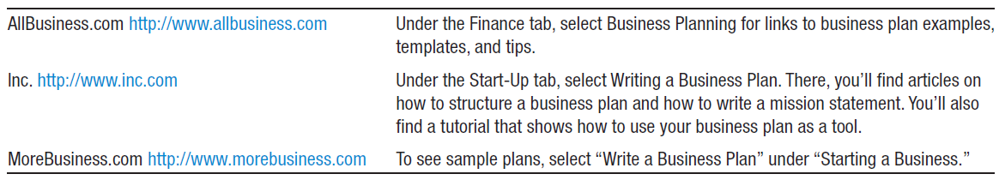 AllBusiness.com http://www.allbusiness.com
Under the Finance tab, select Business Planning for links to business plan examples,
templates, and tips.
Inc. http://www.inc.com
Under the Start-Up tab, select Writing a Business Plan. There, you’ll find articles on
how to structure a business plan and how to write a mission statement. You’ll also
find a tutorial that shows how to use your business plan as a tool.
MoreBusiness.com http://www.morebusiness.com
To see sample plans, select “Write a Business Plan” under “Starting a Business.”